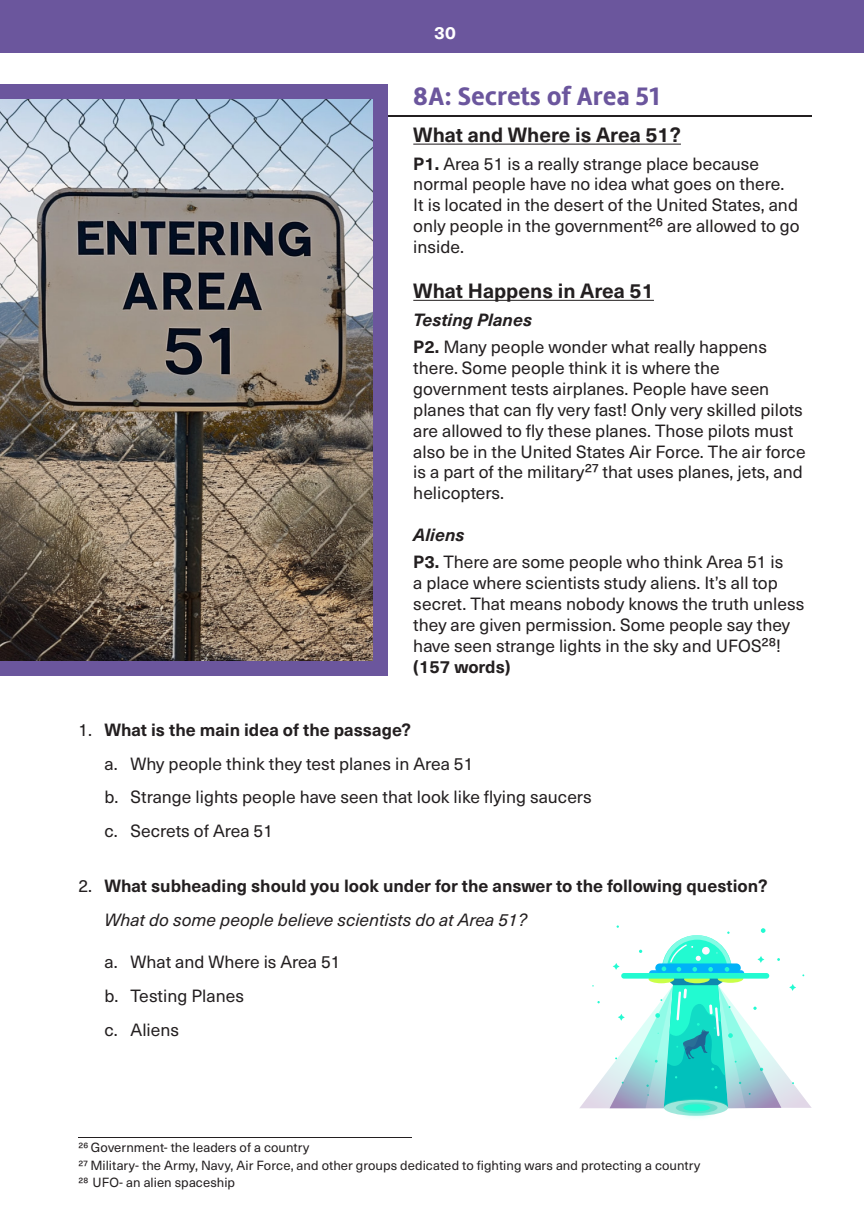 30
ENTERING
AREA
51
8A: Secrets of Area 51
What and Where is Area 51?
P1. Area 51 is a really strange place because
normal people have no idea what goes on there.
It is located in the desert of the United States, and
only people in the government²⁶ are allowed to go
inside.
What Happens in Area 51
Testing Planes
P2. Many people wonder what really happens
there. Some people think it is where the
government tests airplanes. People have seen
planes that can fly very fast! Only very skilled pilots
are allowed to fly these planes. Those pilots must
also be in the United States Air Force. The air force
is a part of the military²⁷ that uses planes, jets, and
helicopters.
Aliens
P3. There are some people who think Area 51 is
a place where scientists study aliens. It's all top
secret. That means nobody knows the truth unless
they are given permission. Some people say they
have seen strange lights in the sky and UFOS²⁸!
(157 words)
1. What is the main idea of the passage?
a. Why people think they test planes in Area 51
b. Strange lights people have seen that look like flying saucers
c. Secrets of Area 51
2. What subheading should you look under for the answer to the following question?
What do some people believe scientists do at Area 51?
a. What and Where is Area 51
b. Testing Planes
c. Aliens
²⁶ Government- the leaders of a country
²⁷ Military- the Army, Navy, Air Force, and other groups dedicated to fighting wars and protecting a country
²⁸ UFO- an alien spaceship